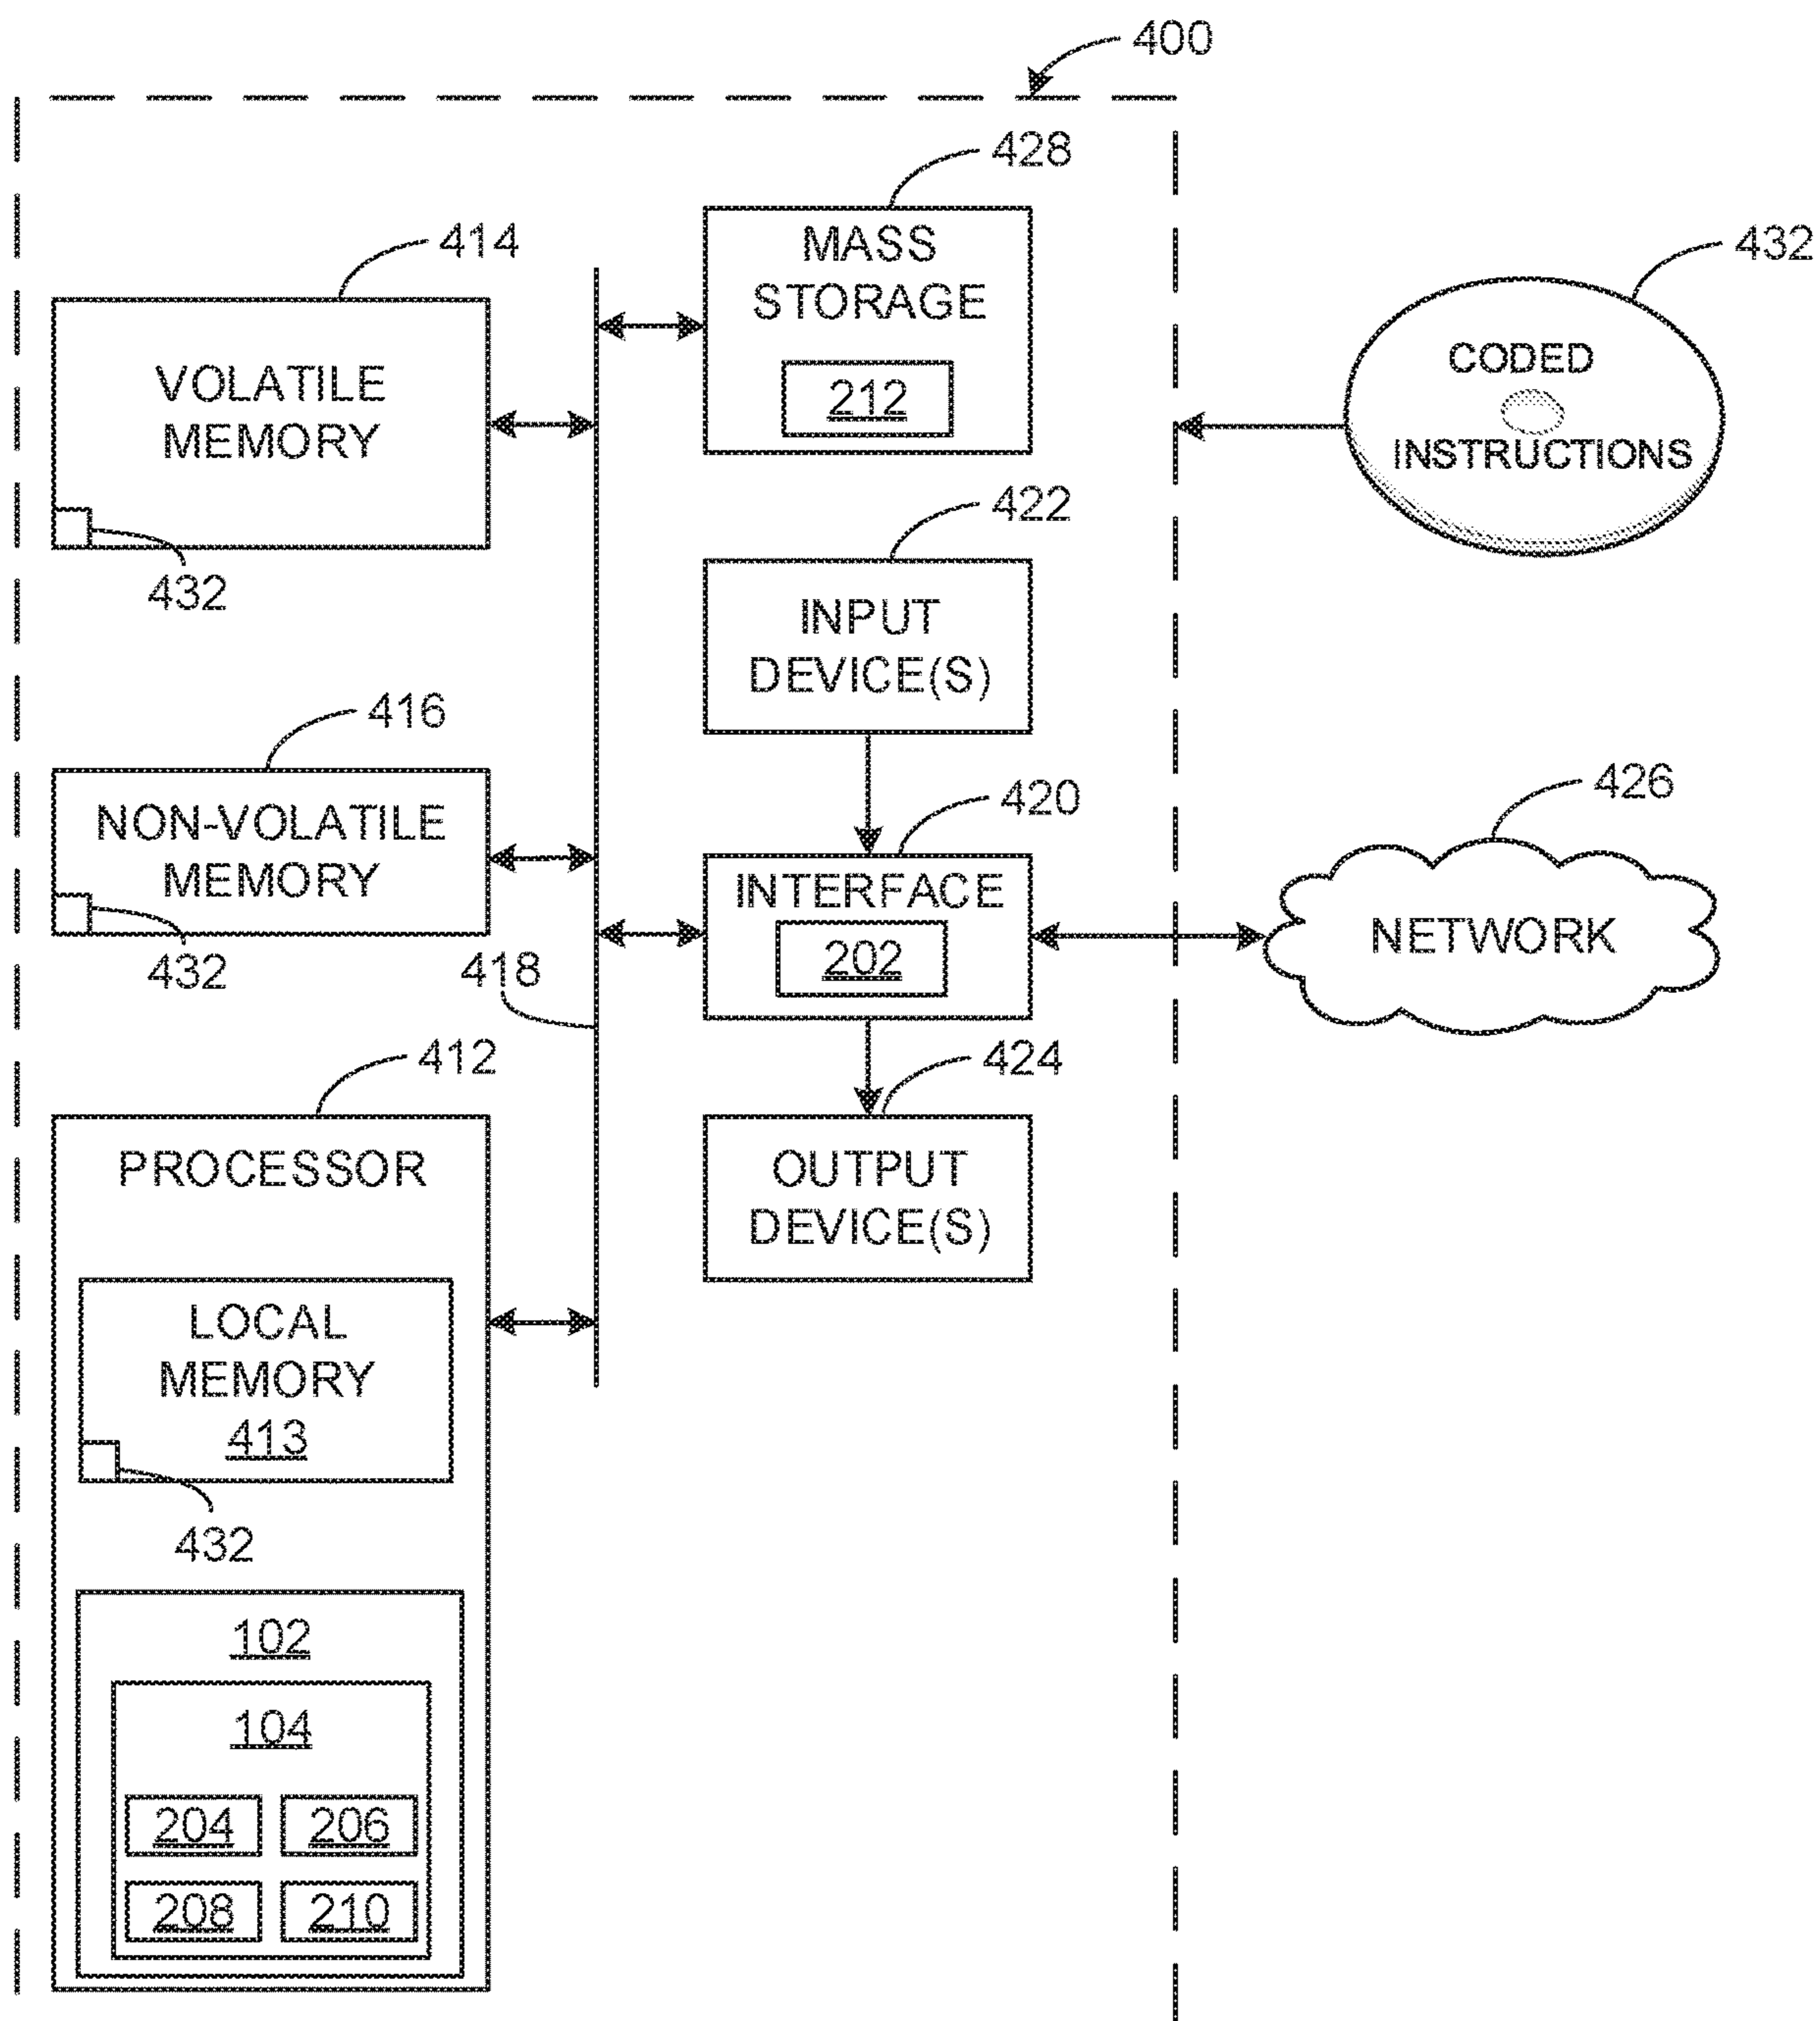 400
428
MASS
STORAGE
212
414
VOLATILE
MEMORY
432
432
CODED
INSTRUCTIONS
422
INPUT
DEVICE(S)
416
NON-VOLATILE
MEMORY
432
418
420
INTERFACE
202
426
NETWORK
412
PROCESSOR
424
OUTPUT
DEVICE(S)
LOCAL
MEMORY
413
432
102
104
204 206
208 210